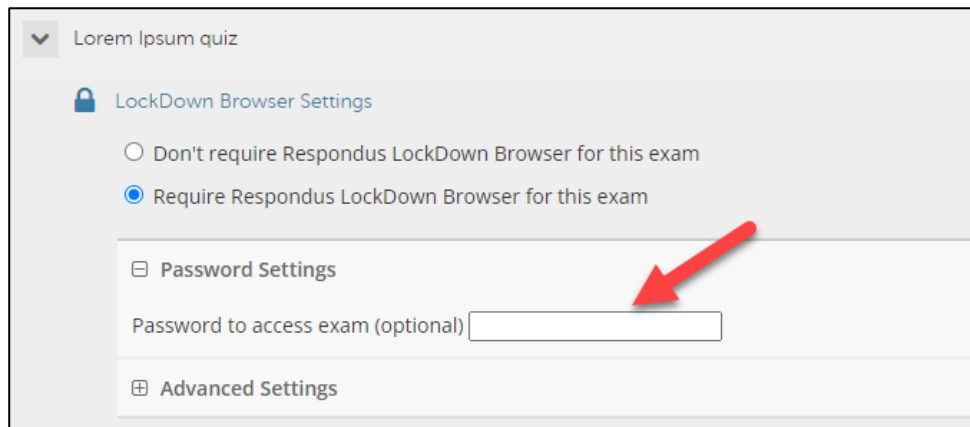 Lorem Ipsum quiz
LockDown Browser Settings
Don't require Respondus LockDown Browser for this exam
Require Respondus LockDown Browser for this exam
Password Settings
Password to access exam (optional)
Advanced Settings